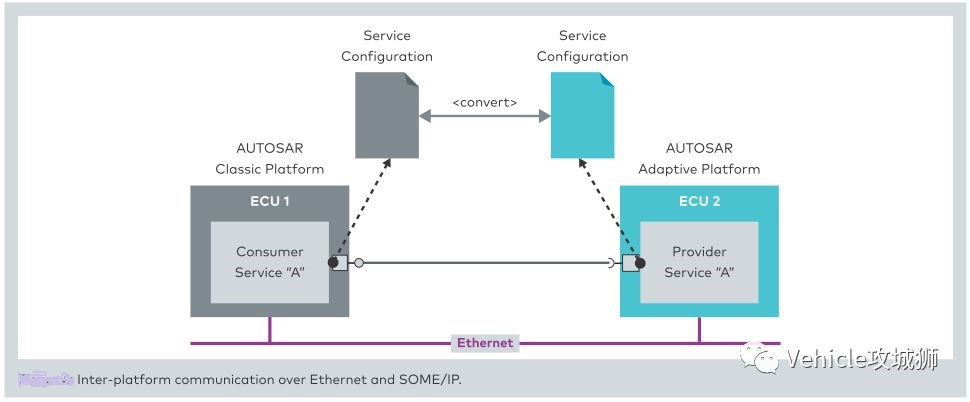 Service
Configuration
Service
Configuration
<convert>
AUTOSAR
Classic Platform
AUTOSAR
Adaptive Platform
ECU 1
ECU 2
Consumer
Service “A”
Provider
Service “A”
Ethernet
Vehicle攻城狮
Inter-platform communication over Ethernet and SOME/IP.